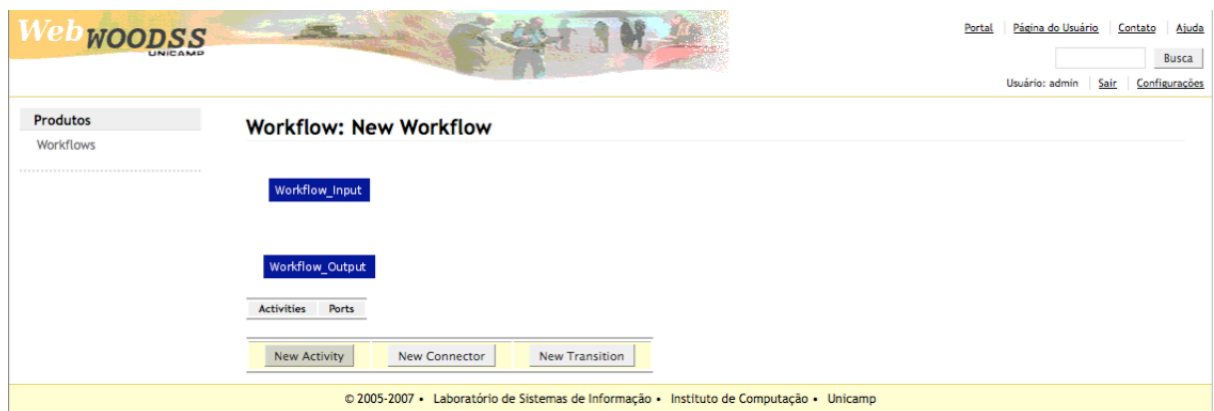 Web WOODSS
UNICAMP
Portal Página do Usuário Contato Ajuda
Busca
Usuário: admin Sair Configurações
Produtos
Workflows
Workflow: New Workflow
Workflow_Input
Workflow_Output
Activities Ports
New Activity New Connector New Transition
© 2005-2007 • Laboratório de Sistemas de Informação • Instituto de Computação • Unicamp